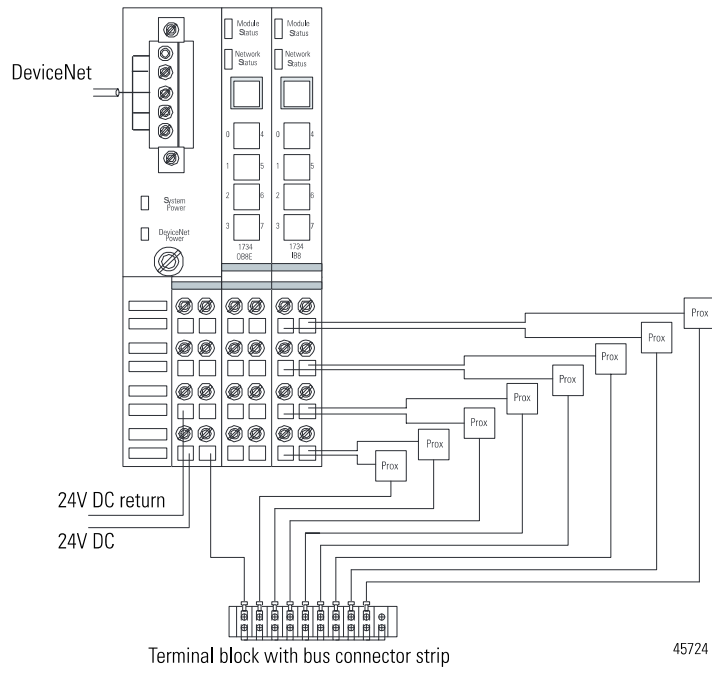 Module
Status
Module
Status
Network
Status
Network
Status
DeviceNet
0 4
0 4
1 5
1 5
System
Power
2 6
2 6
DeviceNet
Power
3 7
3 7
1734
OB8E
1734
IB8
Prox
Prox
Prox
Prox
Prox
Prox
Prox
Prox
24V DC return
24V DC
Terminal block with bus connector strip
45724